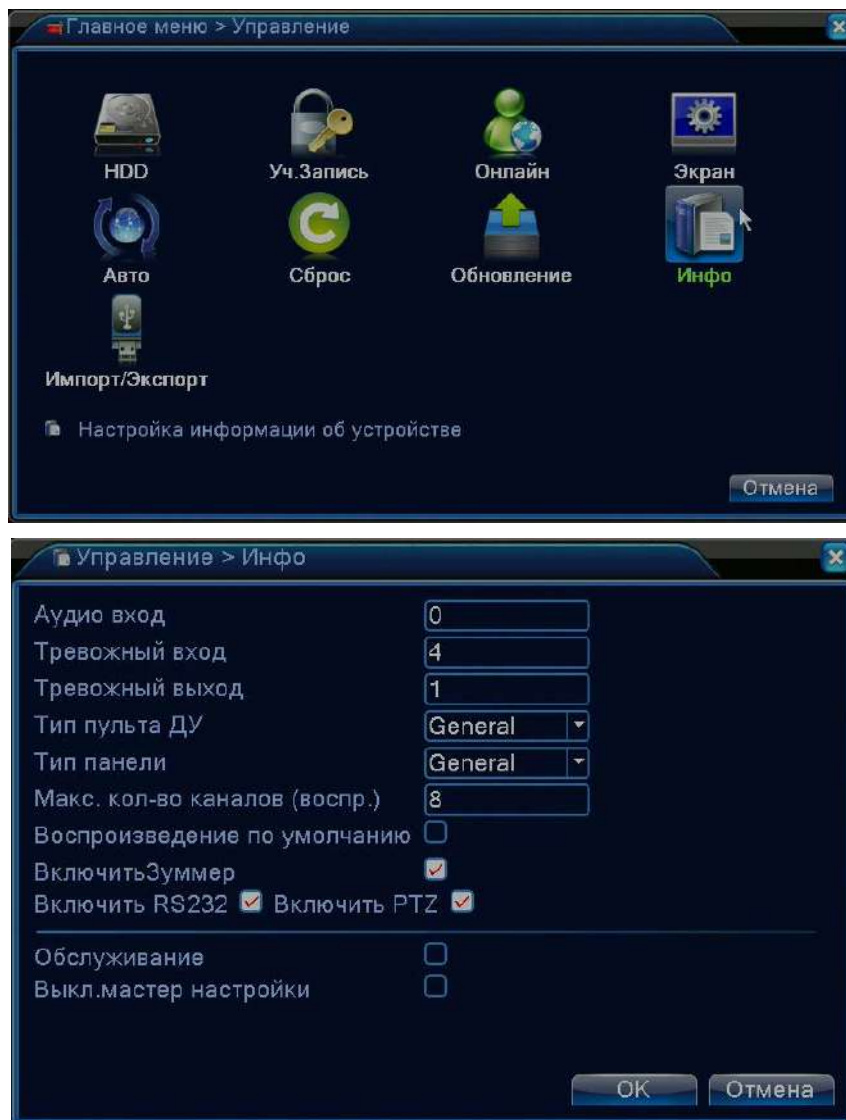 Главное меню > Управление
HDD Уч.Запись Онлайн Экран
Авто Сброс Обновление Инфо
Импорт/Экспорт
Настройка информации об устройстве
Отмена
Управление > Инфо
Аудио вход 0
Тревожный вход 4
Тревожный выход 1
Тип пульта ДУ General
Тип панели General
Макс. кол-во каналов (воспр.) 8
Воспроизведение по умолчанию
ВключитьЗуммер
Включить RS232 Включить PTZ
Обслуживание
Выкл.мастер настройки
OK Отмена